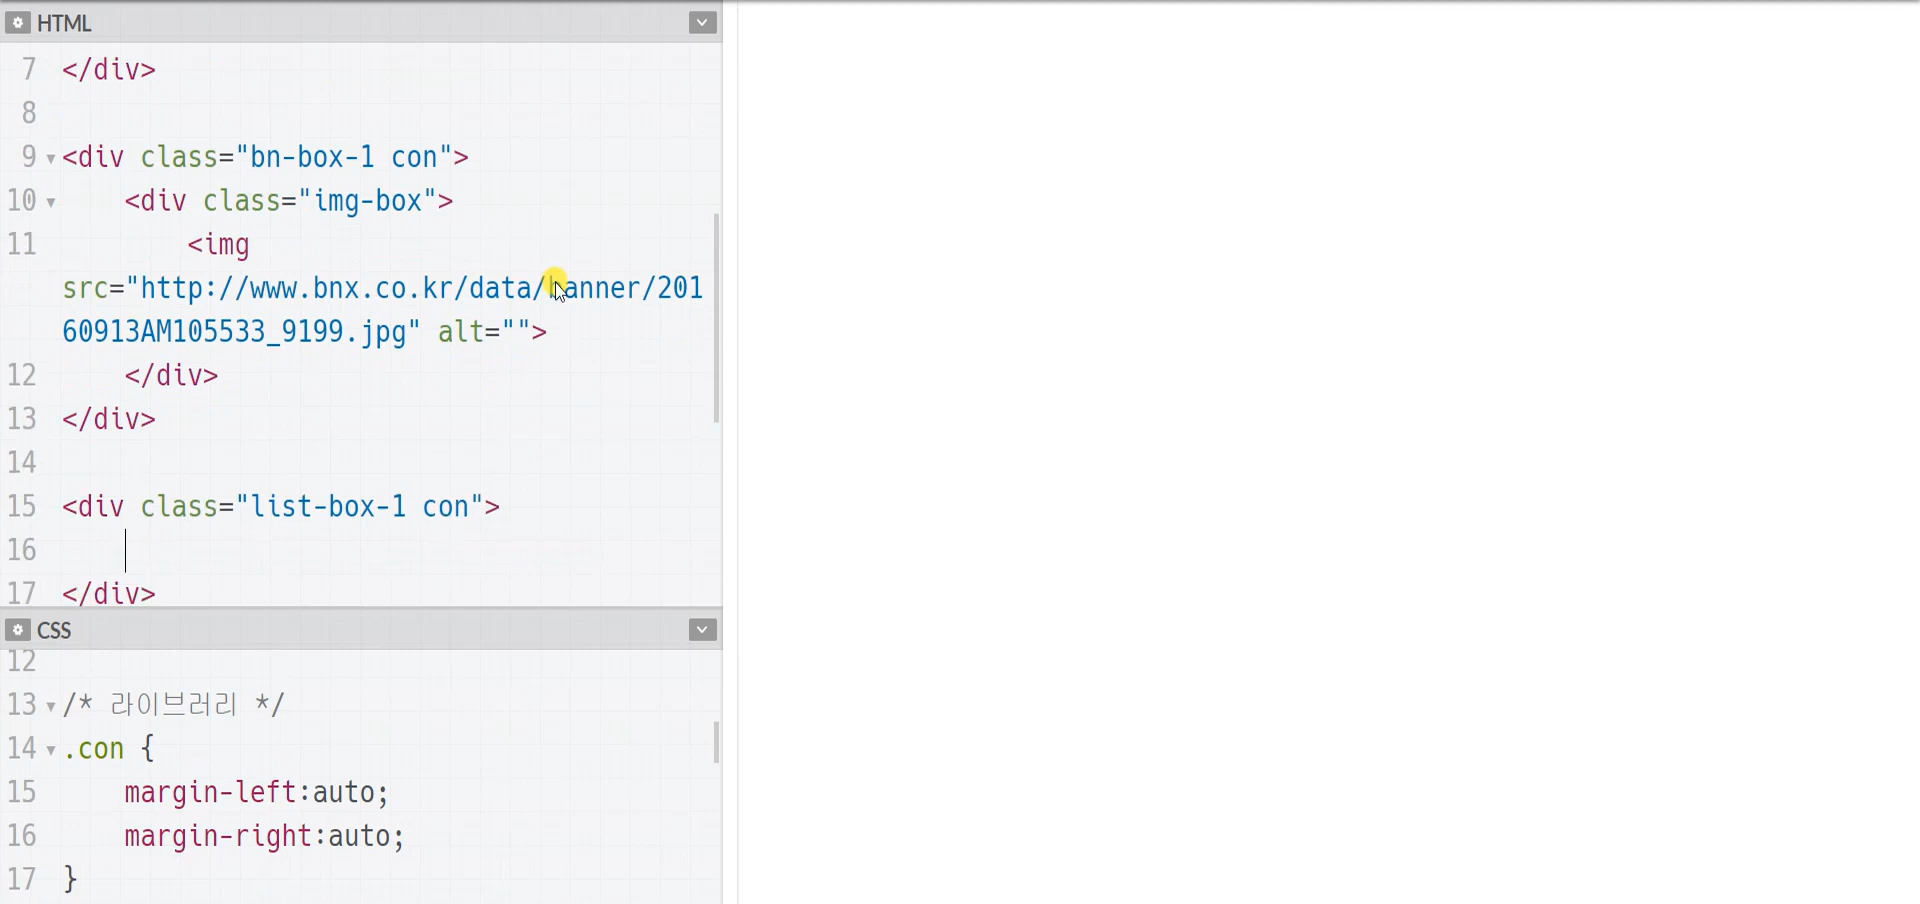 HTML
7 </div>
8
9 <div class="bn-box-1 con">
10 <div class="img-box">
11 <img
src="http://www.bnx.co.kr/data/banner/201
60913AM105533_9199.jpg" alt="">
12 </div>
13 </div>
14
15 <div class="list-box-1 con">
16
17 </div>
CSS
12
13 /* 라이브러리 */
14 .con {
15 margin-left:auto;
16 margin-right:auto;
17 }